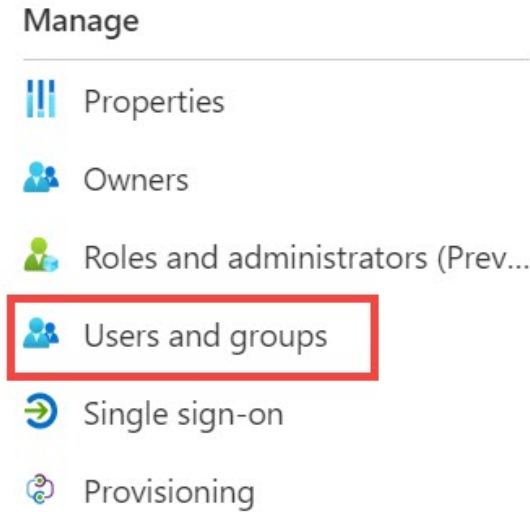 Manage
Properties
Owners
Roles and administrators (Prev...
Users and groups
Single sign-on
Provisioning